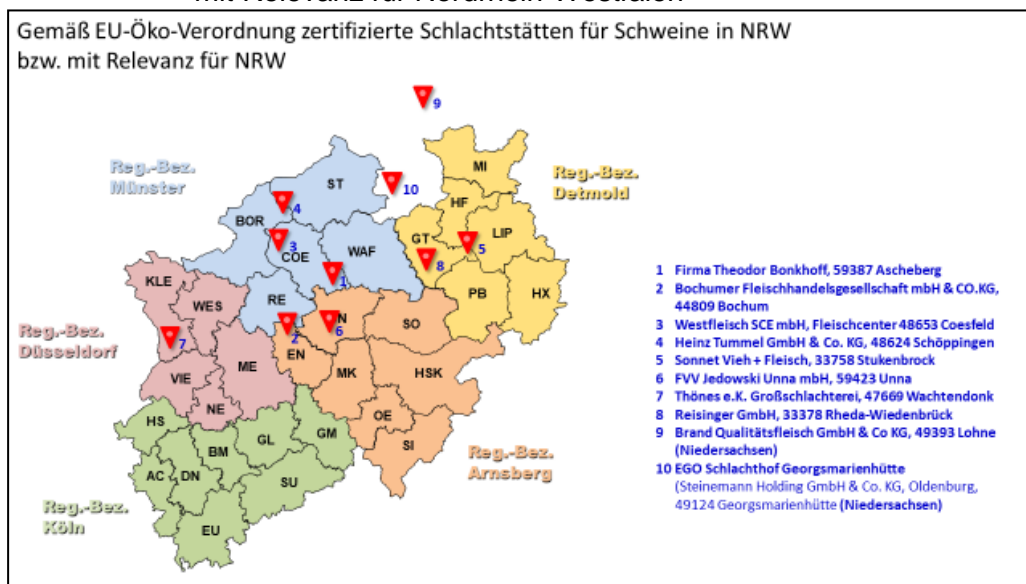 Gemäß EU-Öko-Verordnung zertifizierte Schlachtstätten für Schweine in NRW
bzw. mit Relevanz für NRW
9
Reg.-Bez.
Münster
ST
10
MI
Reg.-Bez.
Detmold
4
HF
BOR
3
COE
WAF
GT
5
LIP
8
KLE
1
PB
HX
WES
RE
Reg.-Bez.
Düsseldorf
7
2
6
N
SO
EN
ME
VIE
MK
HSK
NE
HS
OE
GL
GM
BM
SI
Reg.-Bez.
Arnsberg
AC
DN
SU
Reg.-Bez.
Köln
EU
1 Firma Theodor Bonkhoff, 59387 Ascheberg
2 Bochumer Fleischhandelsgesellschaft mbH & CO.KG,
44809 Bochum
3 Westfleisch SCE mbH, Fleischcenter 48653 Coesfeld
4 Heinz Tummel GmbH & Co. KG, 48624 Schöppingen
5 Sonnet Vieh + Fleisch, 33758 Stukenbrock
6 FVV Jedowski Unna mbH, 59423 Unna
7 Thönes e.K. Großschlachterei, 47669 Wachtendonk
8 Reisinger GmbH, 33378 Rheda-Wiedenbrück
9 Brand Qualitätsfleisch GmbH & Co KG, 49393 Lohne
(Niedersachsen)
10 EGO Schlachthof Georgsmarienhütte
(Steinemann Holding GmbH & Co. KG, Oldenburg,
49124 Georgsmarienhütte (Niedersachsen)